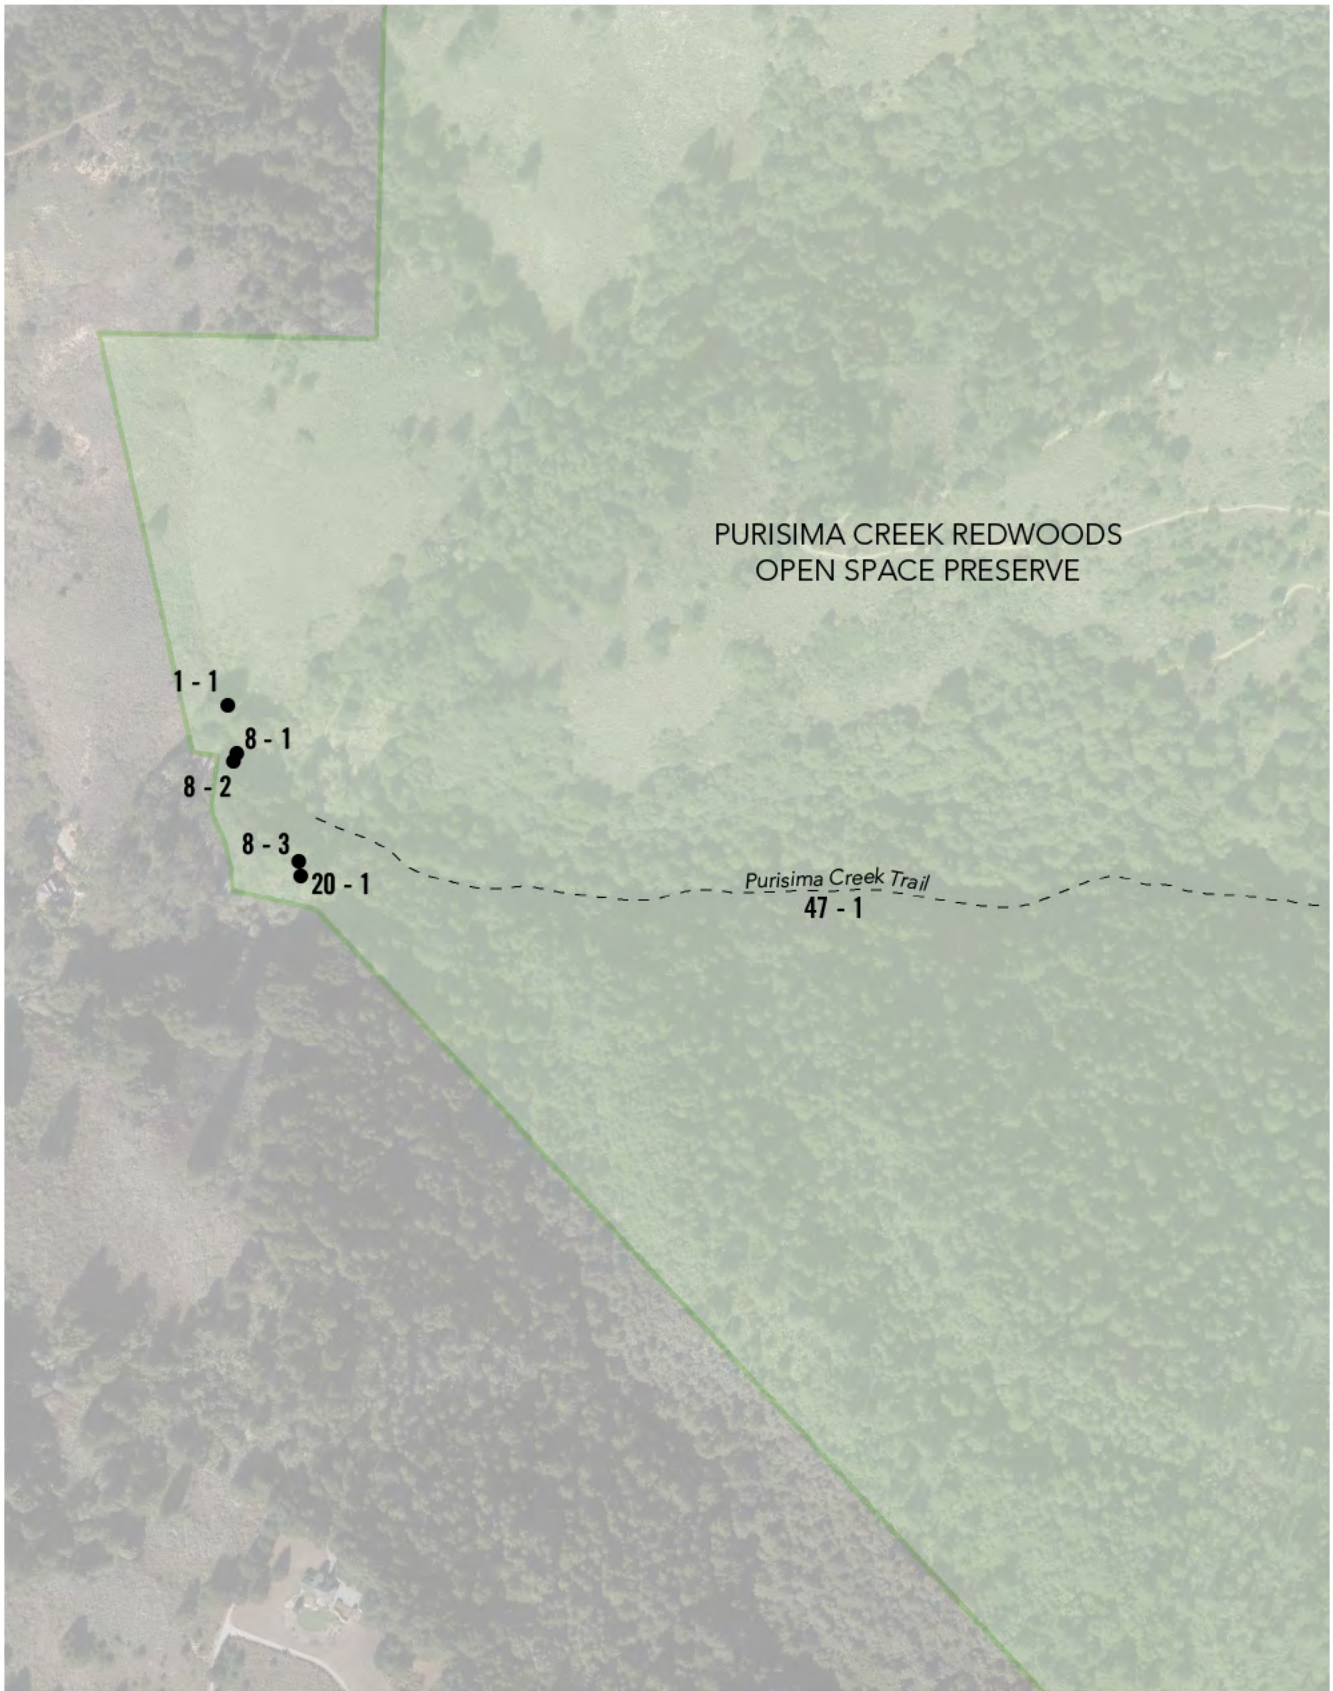 PURISIMA CREEK REDWOODS
OPEN SPACE PRESERVE
1 - 1
8 - 1
8 - 2
8 - 3
20 - 1
Purisima Creek Trail
47 - 1